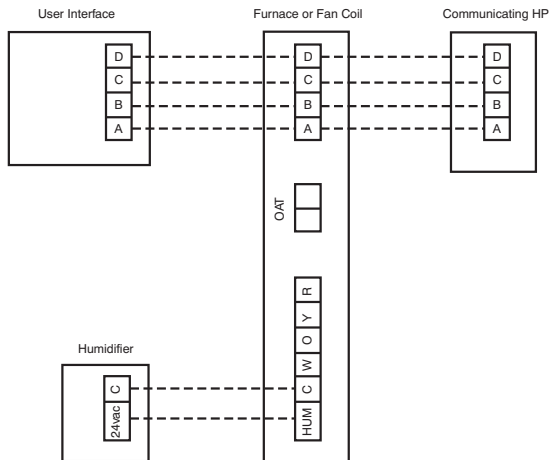 User Interface
Furnace or Fan Coil
Communicating HP
D
C
B
A
D
C
B
A
D
C
B
A
OAT
R
Y
O
W
C
HUM
Humidifier
C
24vac